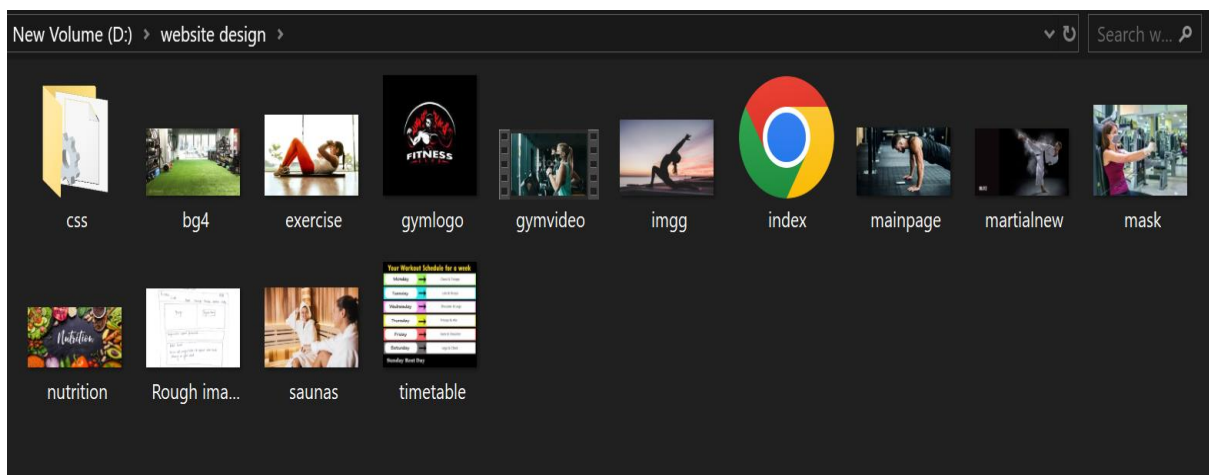 New Volume (D:) › website design ›
Search w...
FITNESS
css bg4 exercise gymlogo gymvideo imgg index mainpage martialnew mask
Nutrition
Your Workout Schedule for a week
Monday
Tuesday
Wednesday
Thursday
Friday
Saturday
Sunday Rest Day
nutrition Rough ima... saunas timetable